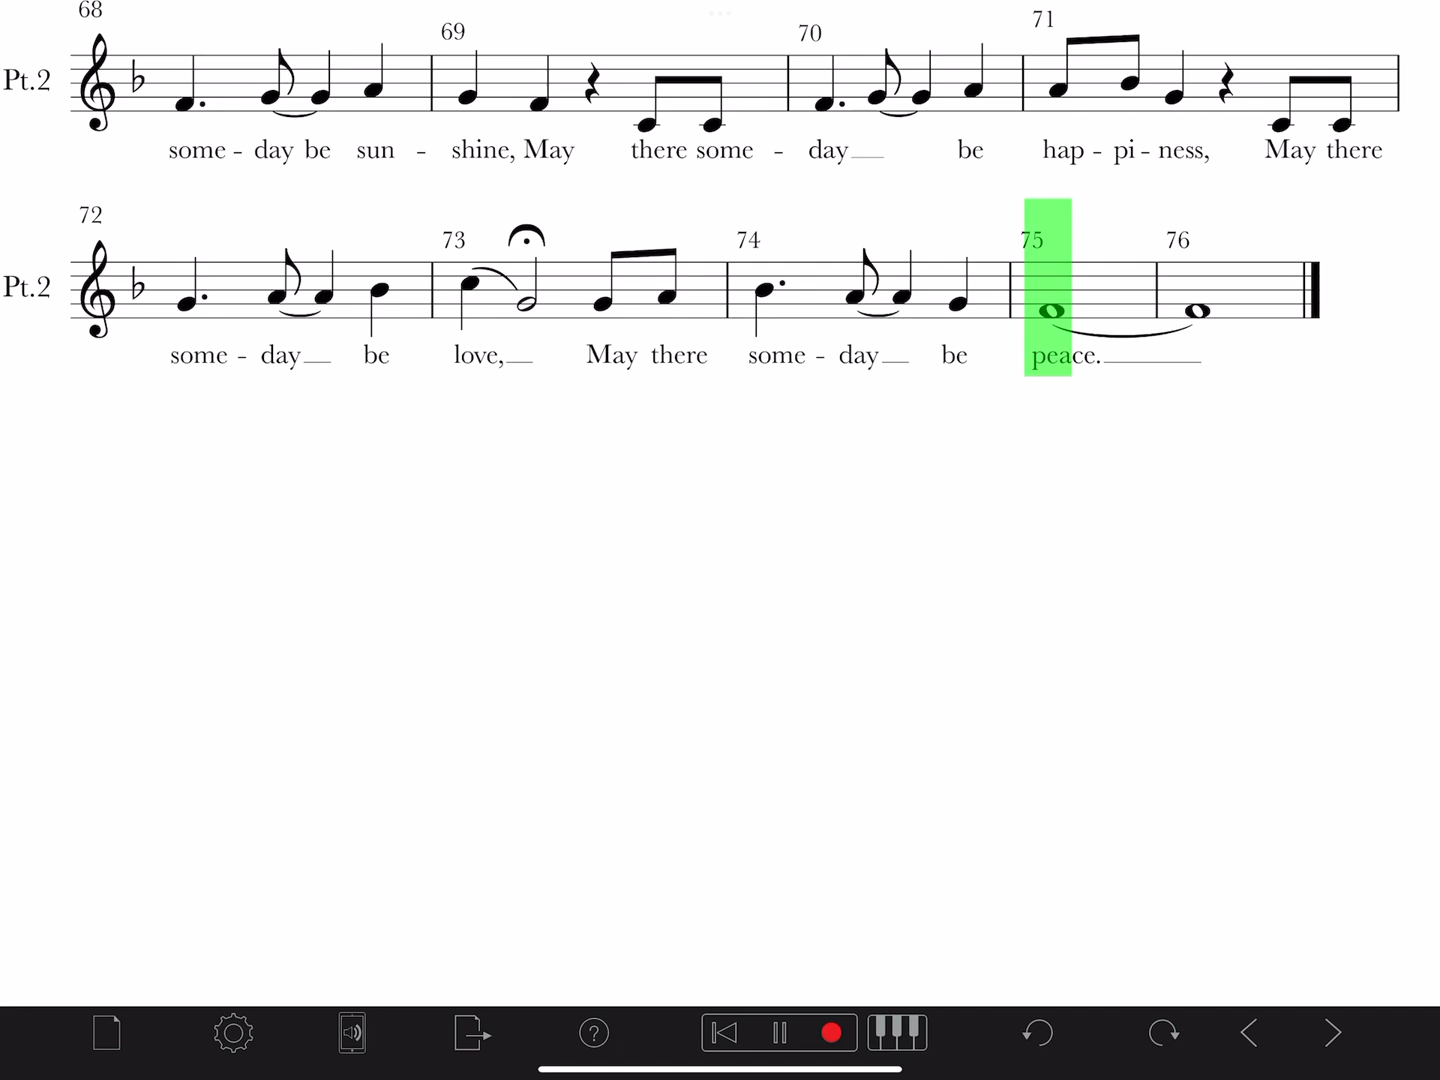 68 69 70 71
Pt.2
some - day be sun - shine, May there some - day be hap - pi - ness, May there
72 73 74 75 76
Pt.2
some - day be love, May there some - day be peace.
?